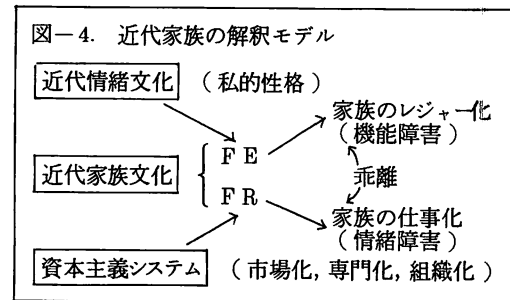 図－4. 近代家族の解釈モデル
近代情緒文化 （私的性格）
家族のレジャー化
（機能障害）
FE
近代家族文化
乖離
FR
家族の仕事化
（情緒障害）
資本主義システム （市場化, 専門化, 組織化）